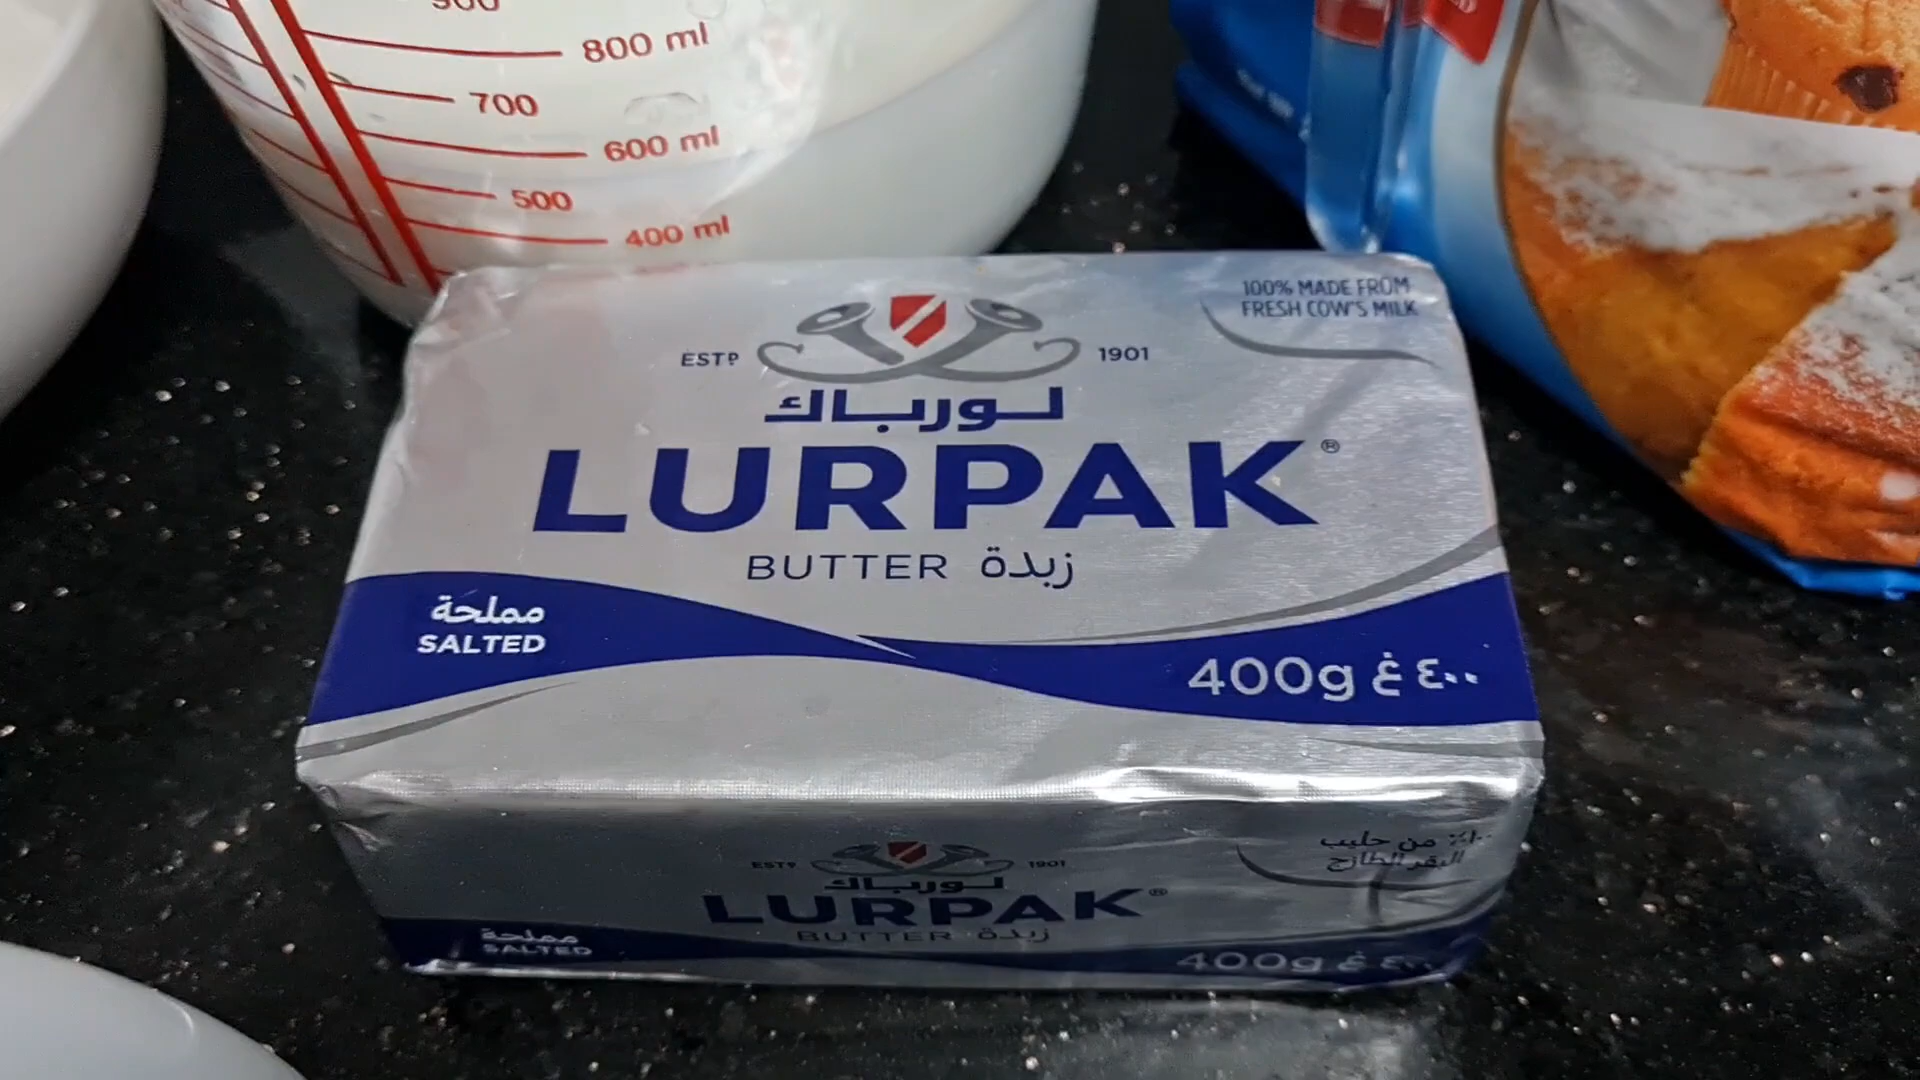 800 ml
700
600 ml
500
400 ml
100% MADE FROM
FRESH COW'S MILK
ESTD 1901
لورباك
LURPAK®
BUTTER زبدة
مملحة
SALTED
400g ٤٠٠ غ
ESTD 1901
من حليب
البقر الطازج
لورباك
LURPAK®
BUTTER زبدة
مملحة
SALTED
400g ٤٠٠ غ